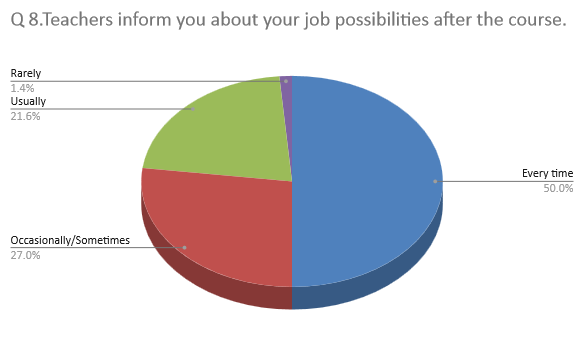 Q 8.Teachers inform you about your job possibilities after the course.
Rarely
1.4%
Usually
21.6%
Every time
50.0%
Occasionally/Sometimes
27.0%